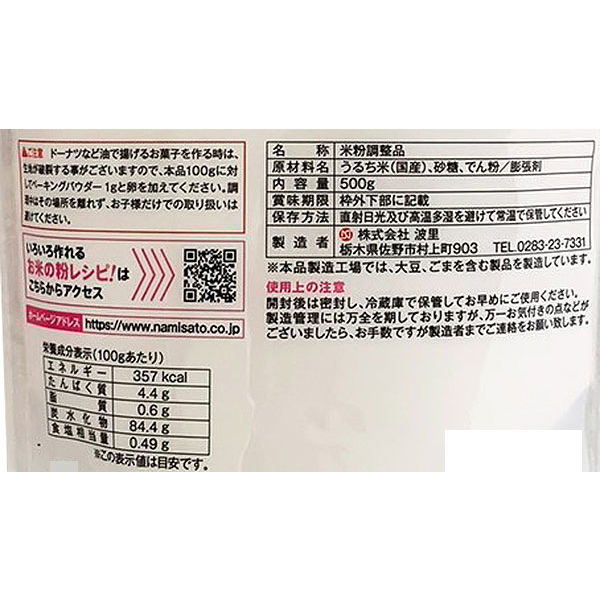 ⚠ご注意 ドーナツなど油で揚げるお菓子を作る時は、
生地が破裂する事がございますので、本品100gに対
してベーキングパウダー1gと卵を加えてください。調
理中はその場所を離れず、お子様だけでの取り扱いは
避けてください。
いろいろ作れる
お米の粉レシピ!は
こちらからアクセス
ホームページアドレス https://www.namisato.co.jp
栄養成分表示(100gあたり)
エネルギー 357 kcal
たんぱく質 4.4g
脂質 0.6g
炭水化物 84.4g
食塩相当量 0.49g
※この表示値は目安です。
名称 米粉調整品
原材料名 うるち米(国産)、砂糖、でん粉/膨張剤
内容量 500g
賞味期限 枠外下部に記載
保存方法 直射日光及び高温多湿を避けて常温で保管してください
製造者 株式会社 波里
栃木県佐野市村上町903 TEL.0283-23-7331
※本品製造工場では、大豆、ごまを含む製品を製造しています。
使用上の注意
開封後は密封し、冷蔵庫で保管してお早めにご使用ください。
製造管理には万全を期しておりますが、万一お気付きの点など
ございましたら、お手数ですが製造者までご連絡をお願い致します。